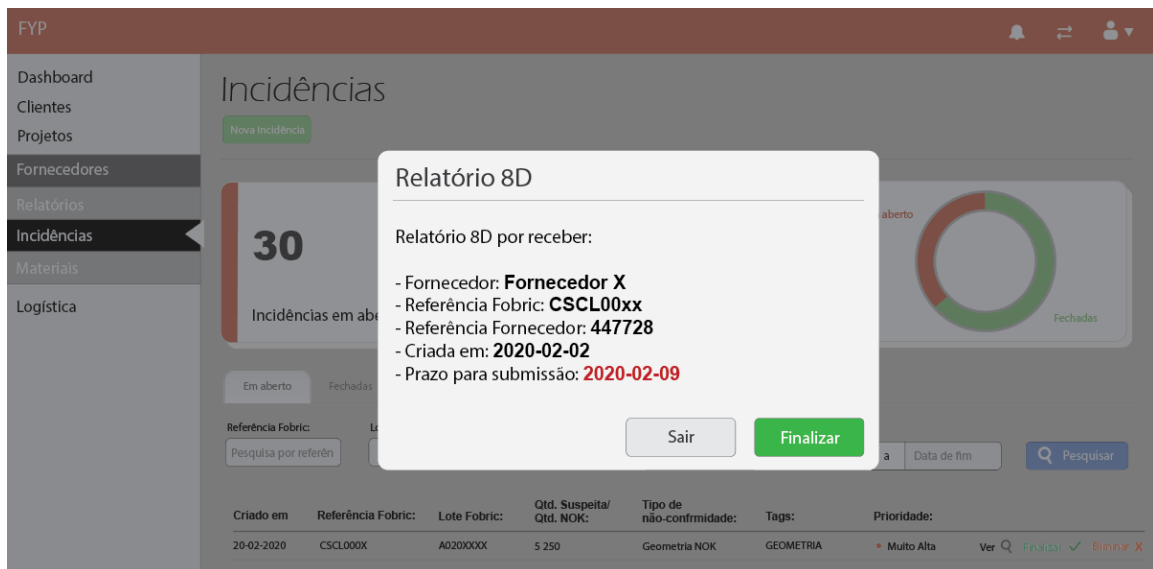 FYP
Dashboard
Clientes
Projetos
Fornecedores
Relatórios
Incidências
Materiais
Logística
Incidências
Nova Incidência
30
Incidências em abe
aberto
Fechadas
Relatório 8D
Relatório 8D por receber:
- Fornecedor: Fornecedor X
- Referência Fobric: CSCL00xx
- Referência Fornecedor: 447728
- Criada em: 2020-02-02
- Prazo para submissão: 2020-02-09
Sair Finalizar
Em aberto Fechadas
Referência Fobric: Lo
Pesquisa por referên a Data de fim Pesquisar
Criado em Referência Fobric: Lote Fobric: Qtd. Suspeita/ Qtd. NOK: Tipo de não-confrmidade: Tags: Prioridade:
20-02-2020 CSCL000X A020XXXX 5 250 Geometria NOK GEOMETRIA Muito Alta Ver Finalizar Eliminar X